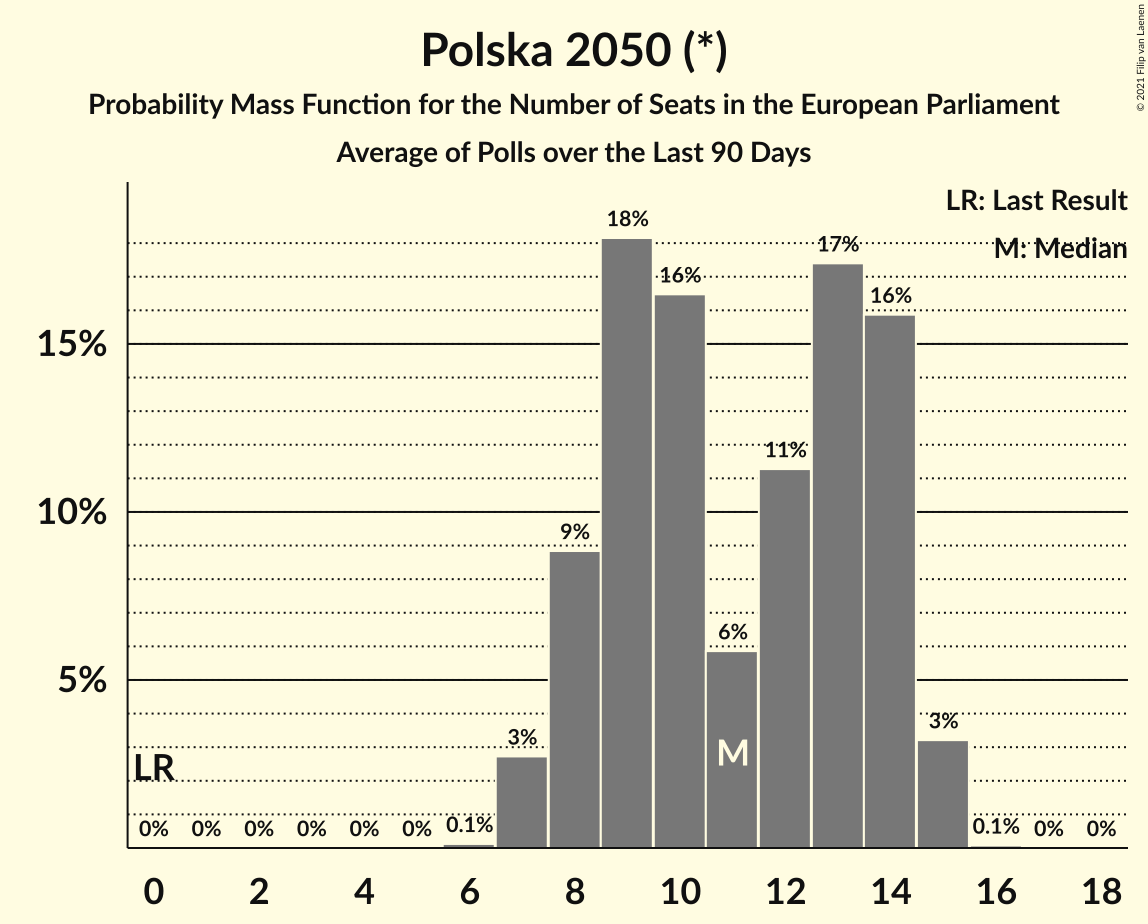 Polska 2050 (*)
Probability Mass Function for the Number of Seats in the European Parliament
Average of Polls over the Last 90 Days
© 2021 Filip van Laenen
LR: Last Result
M: Median
15%
10%
5%
LR
M
0% 0% 0% 0% 0% 0% 0.1% 3% 9% 18% 16% 6% 11% 17% 16% 3% 0.1% 0% 0%
0 2 4 6 8 10 12 14 16 18